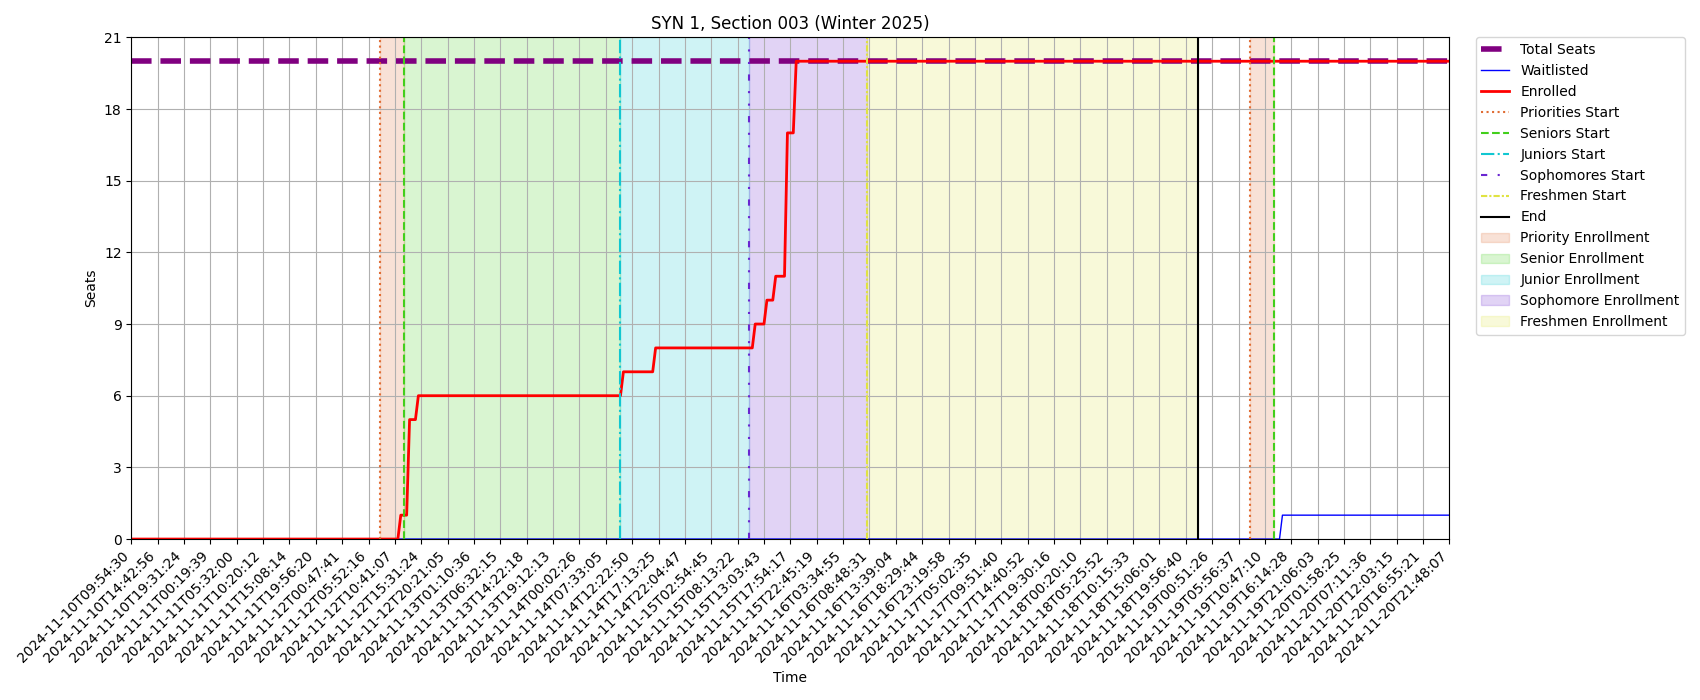 SYN 1, Section 003 (Winter 2025)
Seats
21
18
15
12
9
6
3
0
2024-11-10T09:54:30
2024-11-10T14:42:56
2024-11-10T19:31:24
2024-11-11T00:19:39
2024-11-11T05:32:00
2024-11-11T10:20:12
2024-11-11T15:08:14
2024-11-11T19:56:20
2024-11-12T00:47:41
2024-11-12T05:52:16
2024-11-12T10:41:07
2024-11-12T15:31:24
2024-11-12T20:21:05
2024-11-13T01:10:36
2024-11-13T06:32:15
2024-11-13T14:22:18
2024-11-13T19:12:13
2024-11-14T00:02:26
2024-11-14T07:33:05
2024-11-14T12:22:50
2024-11-14T17:13:25
2024-11-14T22:04:47
2024-11-15T02:54:45
2024-11-15T08:13:22
2024-11-15T13:03:43
2024-11-15T17:54:17
2024-11-15T22:45:19
2024-11-16T03:34:55
2024-11-16T08:48:31
2024-11-16T13:39:04
2024-11-16T18:29:44
2024-11-16T23:19:58
2024-11-17T05:02:35
2024-11-17T09:51:40
2024-11-17T14:40:52
2024-11-17T19:30:16
2024-11-18T00:20:10
2024-11-18T05:25:52
2024-11-18T10:15:33
2024-11-18T15:06:01
2024-11-18T19:56:40
2024-11-19T00:51:26
2024-11-19T05:56:37
2024-11-19T10:47:10
2024-11-19T16:14:28
2024-11-19T21:06:03
2024-11-20T01:58:25
2024-11-20T07:11:36
2024-11-20T12:03:15
2024-11-20T16:55:21
2024-11-20T21:48:07
Time
Total Seats
Waitlisted
Enrolled
Priorities Start
Seniors Start
Juniors Start
Sophomores Start
Freshmen Start
End
Priority Enrollment
Senior Enrollment
Junior Enrollment
Sophomore Enrollment
Freshmen Enrollment